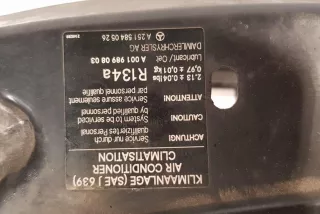 KLIMAANLAGE (SAE J 639)
AIR CONDITIONER
CLIMATISATION
ACHTUNG! Service nur durch
qualifiziertes Personal
CAUTION! System to be serviced
by qualified personnel
ATTENTION! Service assuré seulement
par personnel qualifié
R134a 2,13 ± 0,04 lbs
0,97 ± 0,01 kg
A 001 989 08 03 Lubricant/ Oel:
DAIMLERCHRYSLER AG
A 251 584 05 26